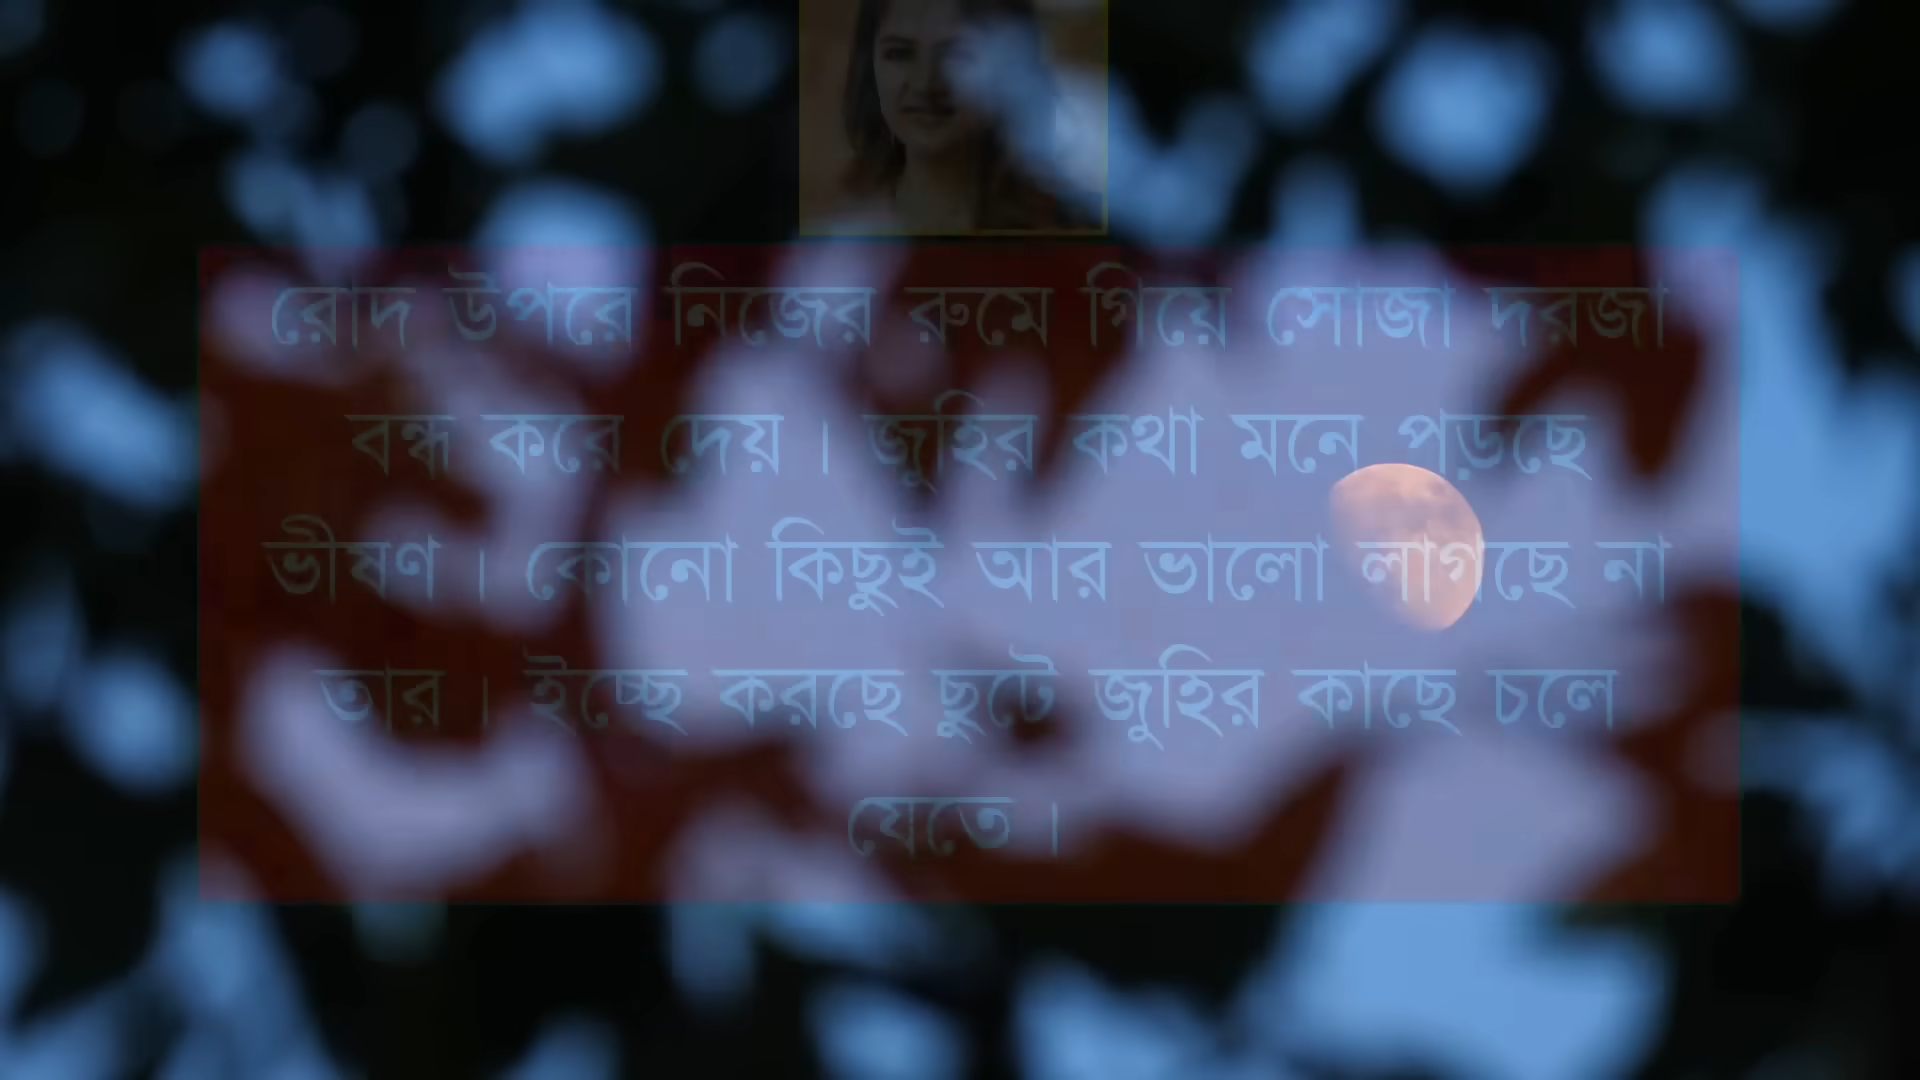 রোদ উপরে নিজের রুমে গিয়ে সোজা দরজা
বন্ধ করে দেয় । জূহির কথা মনে পড়ছে
ভীষণ । কোনো কিছুই আর ভালো লাগছে না
তার । ইচ্ছে করছে ছুটে জুহির কাছে চলে
যেতে ।